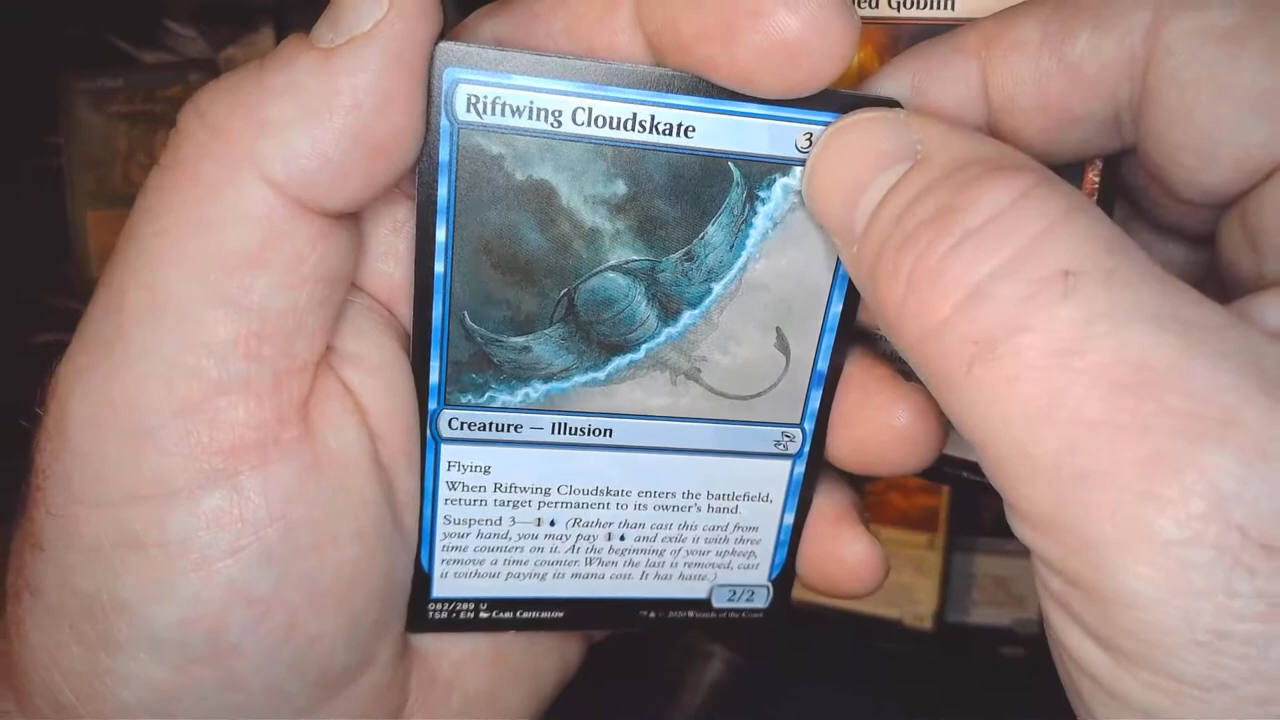 ed Goblin
Riftwing Cloudskate
3
Creature — Illusion
Flying
When Riftwing Cloudskate enters the battlefield,
return target permanent to its owner's hand.
Suspend 3—1 (Rather than cast this card from
your hand, you may pay 1 and exile it with three
time counters on it. At the beginning of your upkeep,
remove a time counter. When the last is removed, cast
it without paying its mana cost. It has haste.)
2/2
082/289 U
TSR • EN Carl Critchlow
2020 Wizards of the Coast